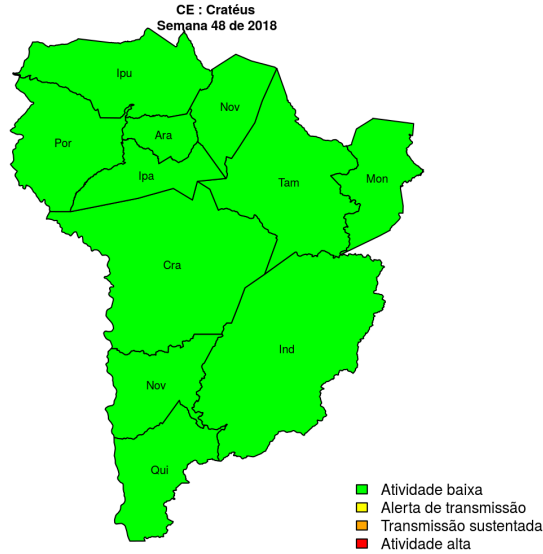 CE : Cratéus
Semana 48 de 2018
Ipu
Nov
Por
Ara
Ipa
Tam
Mon
Cra
Ind
Nov
Qui
Atividade baixa
Alerta de transmissão
Transmissão sustentada
Atividade alta